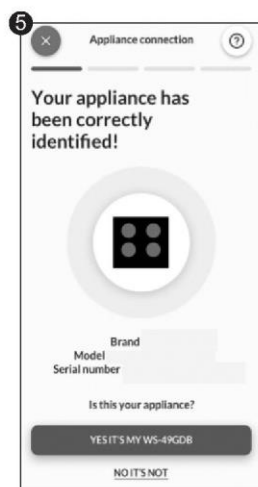 5
Appliance connection
?
Your appliance has
been correctly
identified!
Brand
Model
Serial number
Is this your appliance?
YES IT'S MY WS-49GDB
NO IT'S NOT